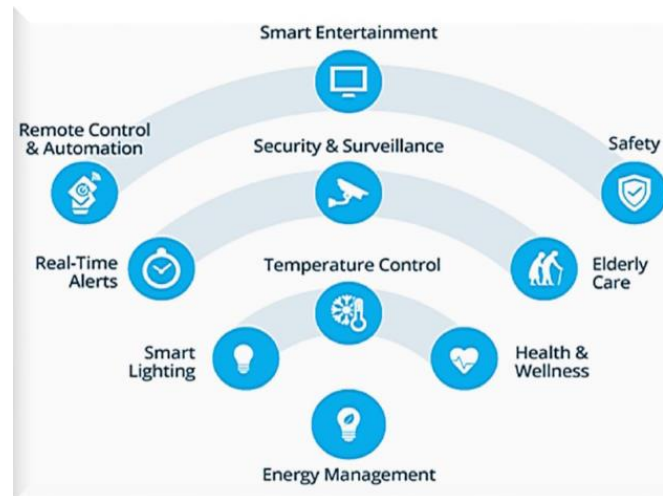 Smart Entertainment
Remote Control
& Automation
Security & Surveillance
Safety
Real-Time
Alerts
Temperature Control
Elderly
Care
Smart
Lighting
Health &
Wellness
Energy Management